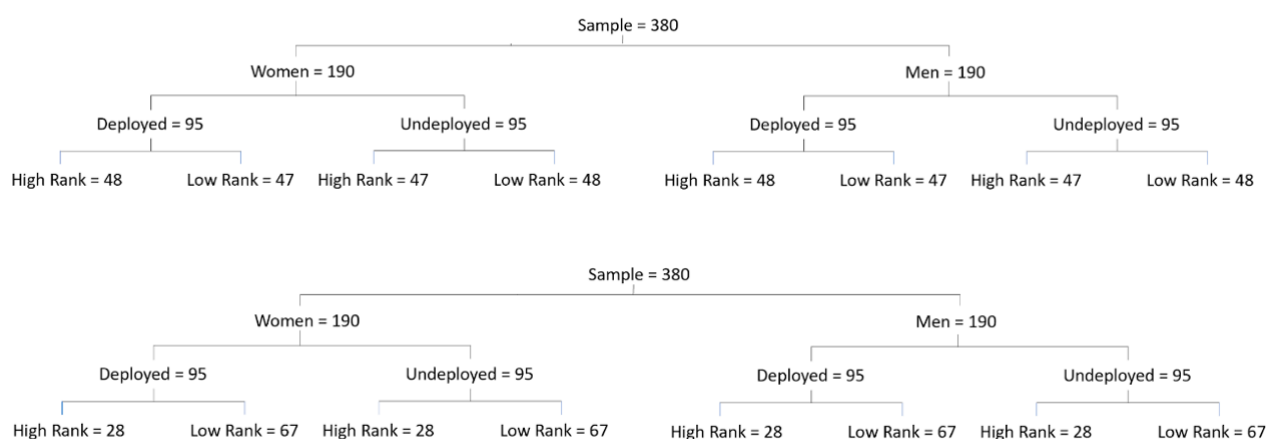 Sample = 380
Women = 190 Men = 190
Deployed = 95 Undeployed = 95 Deployed = 95 Undeployed = 95
High Rank = 48 Low Rank = 47 High Rank = 47 Low Rank = 48 High Rank = 48 Low Rank = 47 High Rank = 47 Low Rank = 48
Sample = 380
Women = 190 Men = 190
Deployed = 95 Undeployed = 95 Deployed = 95 Undeployed = 95
High Rank = 28 Low Rank = 67 High Rank = 28 Low Rank = 67 High Rank = 28 Low Rank = 67 High Rank = 28 Low Rank = 67